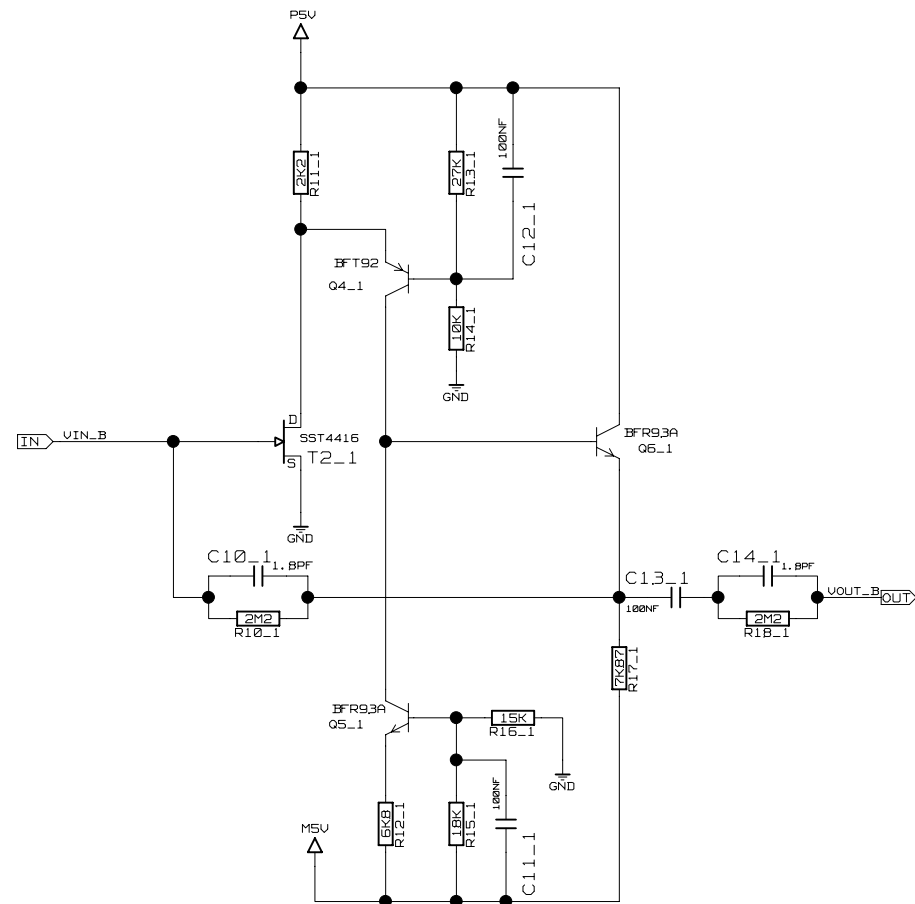 P5V
100NF
2K2
R11_1
27K
R13_1
C12_1
BFT92
Q4_1
10K
R14_1
GND
IN
VIN_B
D
SST4416
S
T2_1
BFR93A
Q6_1
GND
C10_1
1.8PF
C13_1
C14_1
1.8PF
2M2
R10_1
100NF
2M2
R18_1
VOUT_B
OUT
7K87
R17_1
BFR93A
Q5_1
15K
R16_1
GND
100NF
6K8
R12_1
18K
R15_1
C11_1
M5V